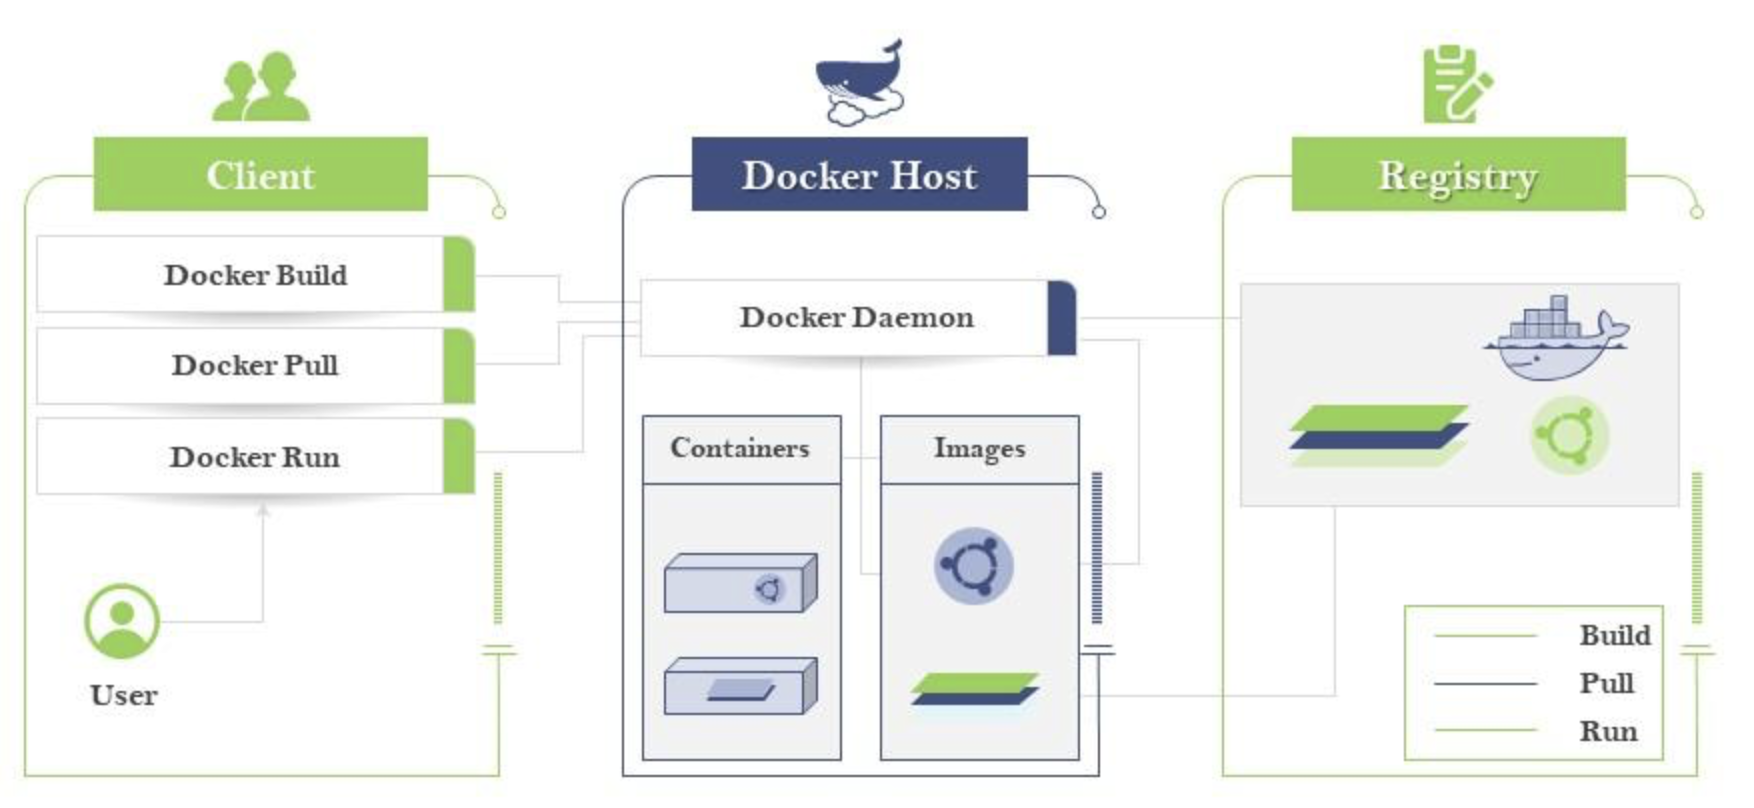 Client
Docker Host
Registry
Docker Build
Docker Pull
Docker Run
User
Docker Daemon
Containers
Images
Build
Pull
Run